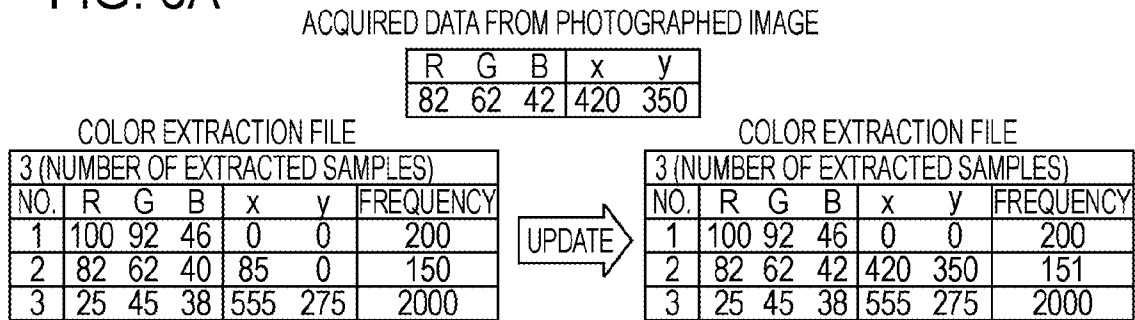 FIG. 8A
ACQUIRED DATA FROM PHOTOGRAPHED IMAGE
R G B x y
82 62 42 420 350
COLOR EXTRACTION FILE
3 (NUMBER OF EXTRACTED SAMPLES)
NO. R G B x y FREQUENCY
1 100 92 46 0 0 200
2 82 62 40 85 0 150
3 25 45 38 555 275 2000
UPDATE
COLOR EXTRACTION FILE
3 (NUMBER OF EXTRACTED SAMPLES)
NO. R G B x y FREQUENCY
1 100 92 46 0 0 200
2 82 62 42 420 350 151
3 25 45 38 555 275 2000